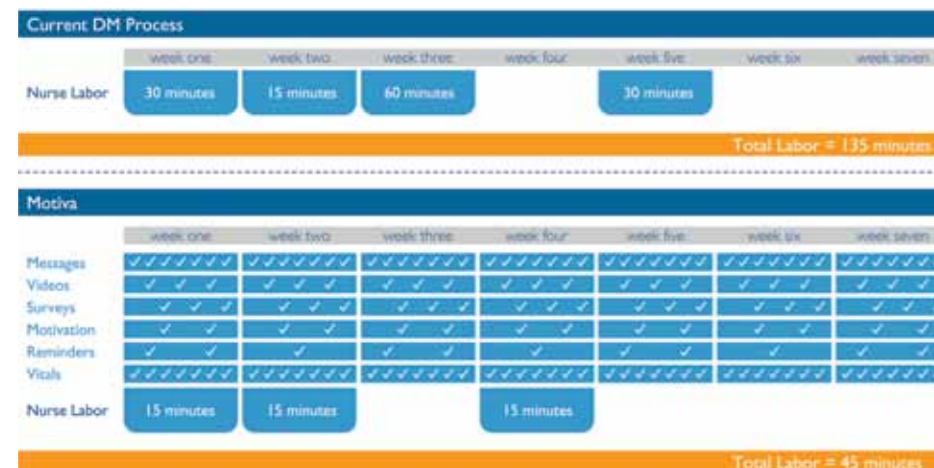 Current DM Process
week one week two week three week four week five week six week seven
Nurse Labor 30 minutes 15 minutes 60 minutes 30 minutes
Total Labor = 135 minutes
Motiva
week one week two week three week four week five week six week seven
Messages
Videos
Surveys
Motivation
Reminders
Vitals
Nurse Labor 15 minutes 15 minutes 15 minutes
Total Labor = 45 minutes